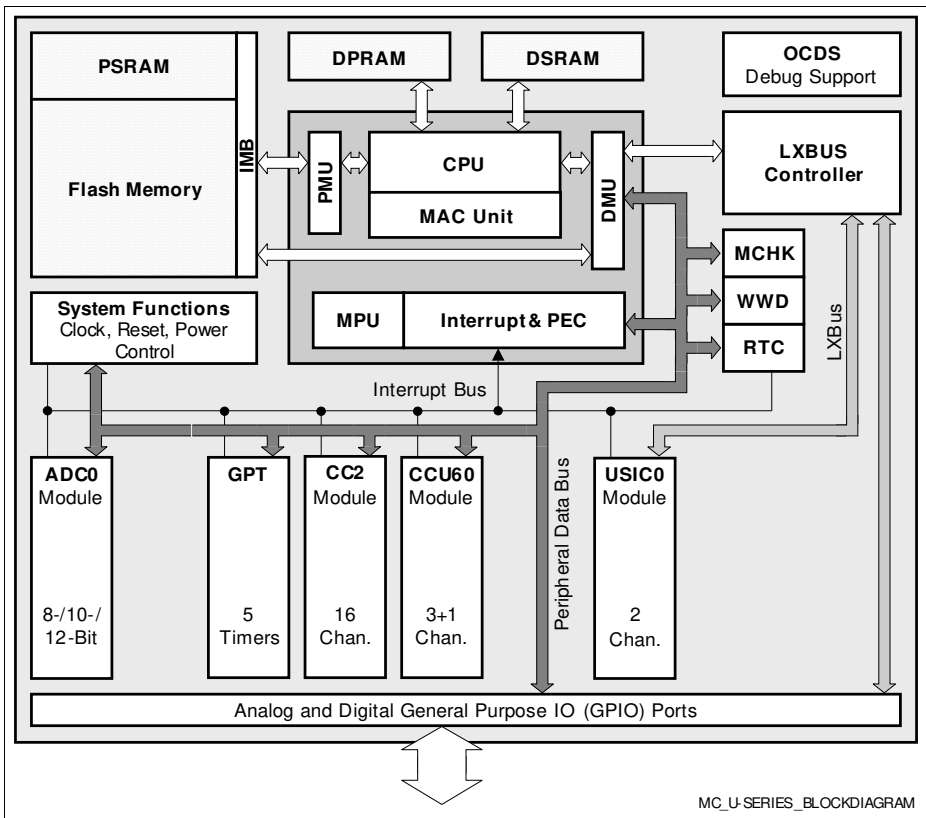 PSRAM
IMB
Flash Memory
DPRAM
DSRAM
OCDS
Debug Support
PMU
CPU
MAC Unit
DMU
LXBUS
Controller
MCHK
WWD
RTC
LXBus
System Functions
Clock, Reset, Power
Control
MPU
Interrupt & PEC
Interrupt Bus
ADC0
Module
8-/10-/
12-Bit
GPT
5
Timers
CC2
Module
16
Chan.
CCU60
Module
3+1
Chan.
Peripheral Data Bus
USIC0
Module
2
Chan.
Analog and Digital General Purpose IO (GPIO) Ports
MC_U-SERIES_BLOCKDIAGRAM